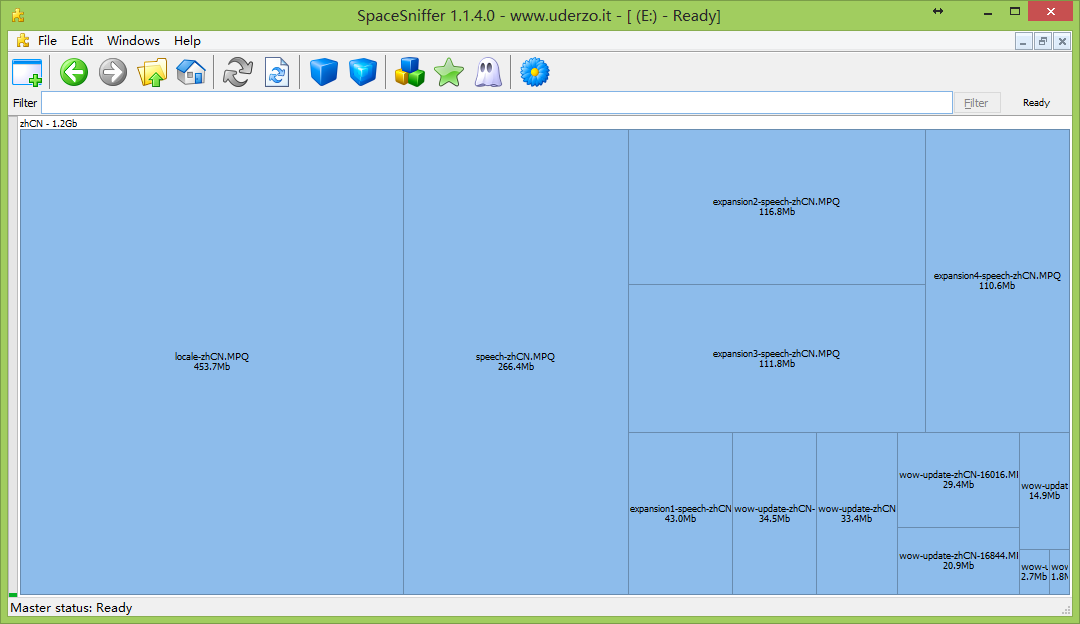 SpaceSniffer 1.1.4.0 - www.uderzo.it - [ (E:) - Ready]
File Edit Windows Help
Filter
Filter
Ready
zhCN - 1.2Gb
locale-zhCN.MPQ
453.7Mb
speech-zhCN.MPQ
266.4Mb
expansion2-speech-zhCN.MPQ
116.8Mb
expansion3-speech-zhCN.MPQ
111.8Mb
expansion4-speech-zhCN.MPQ
110.6Mb
expansion1-speech-zhCN
43.0Mb
wow-update-zhCN-
34.5Mb
wow-update-zhCN
33.4Mb
wow-update-zhCN-16016.MI
29.4Mb
wow-update-zhCN-16844.MI
20.9Mb
wow-updat
14.9Mb
wow-u
2.7Mb
wow
1.8M
Master status: Ready